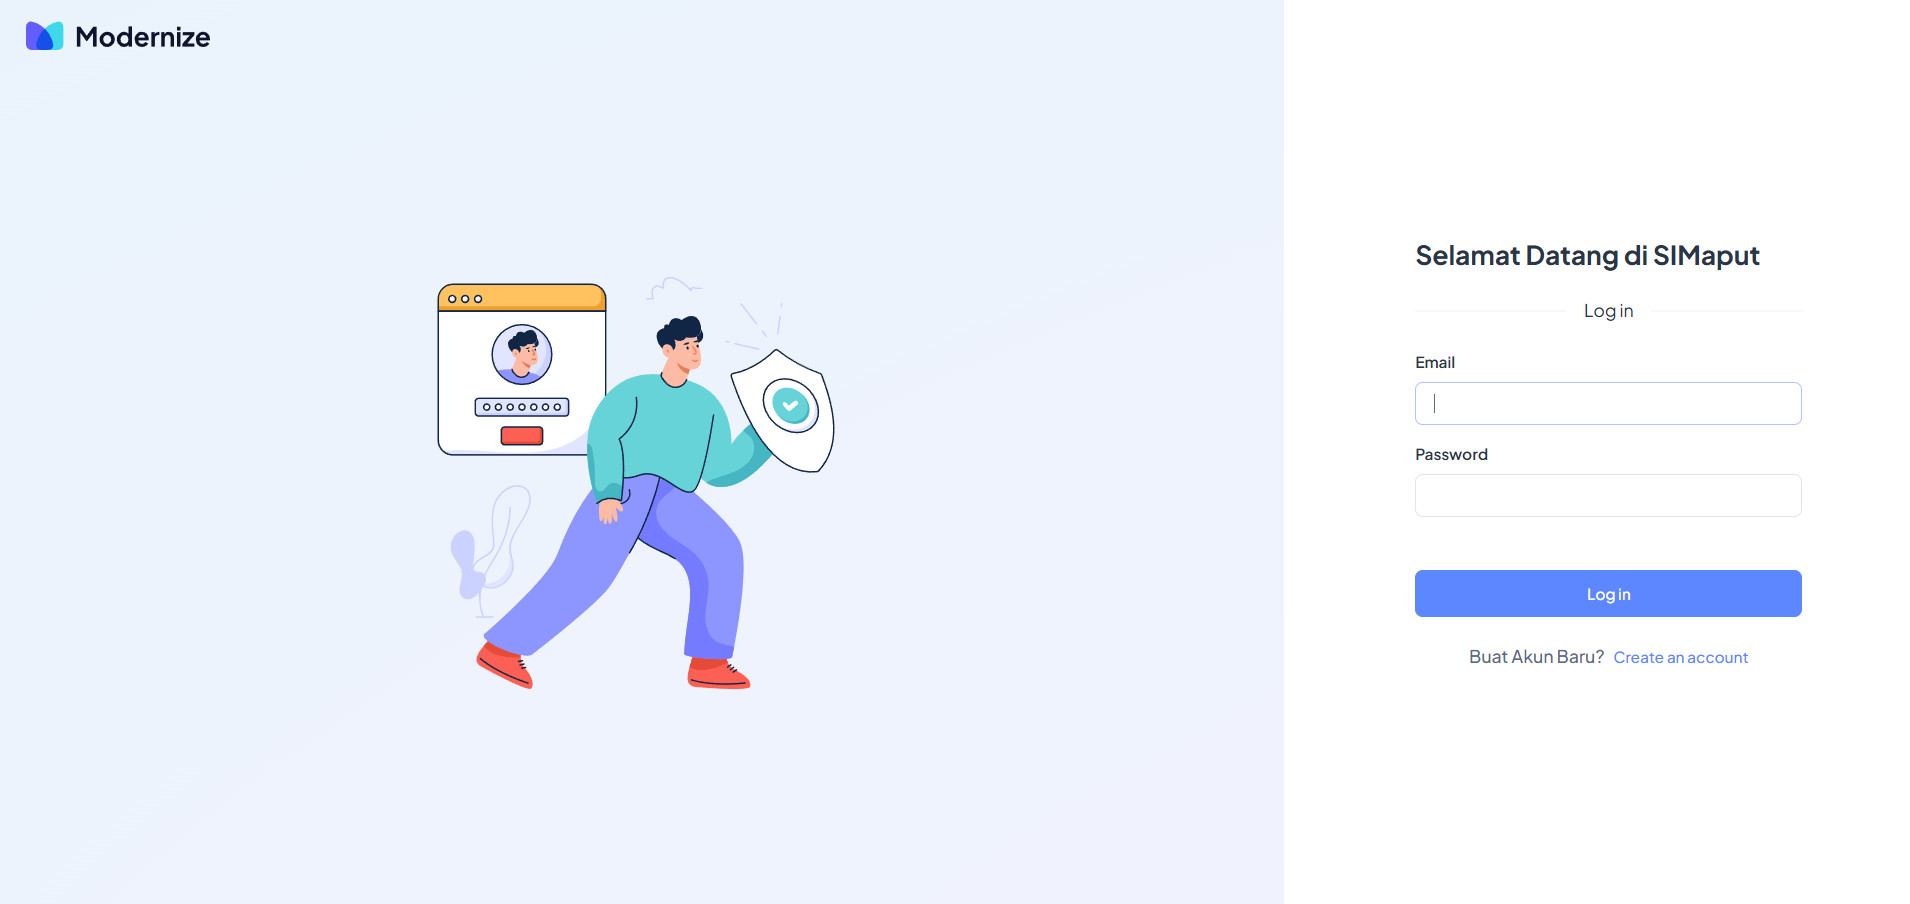 Modernize
Selamat Datang di SIMaput
Log in
Email
Password
Log in
Buat Akun Baru? Create an account